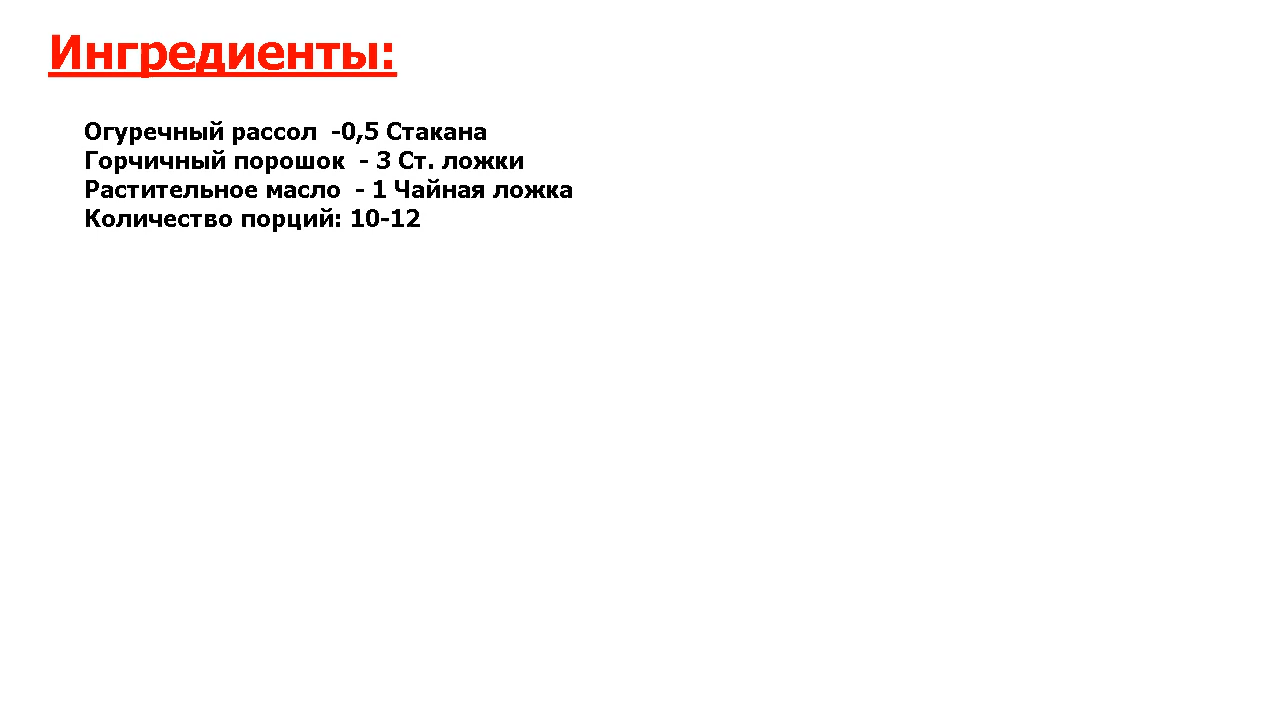 Ингредиенты:
Огуречный рассол  -0,5 Стакана
Горчичный порошок  - 3 Ст. ложки
Растительное масло  - 1 Чайная ложка
Количество порций: 10-12